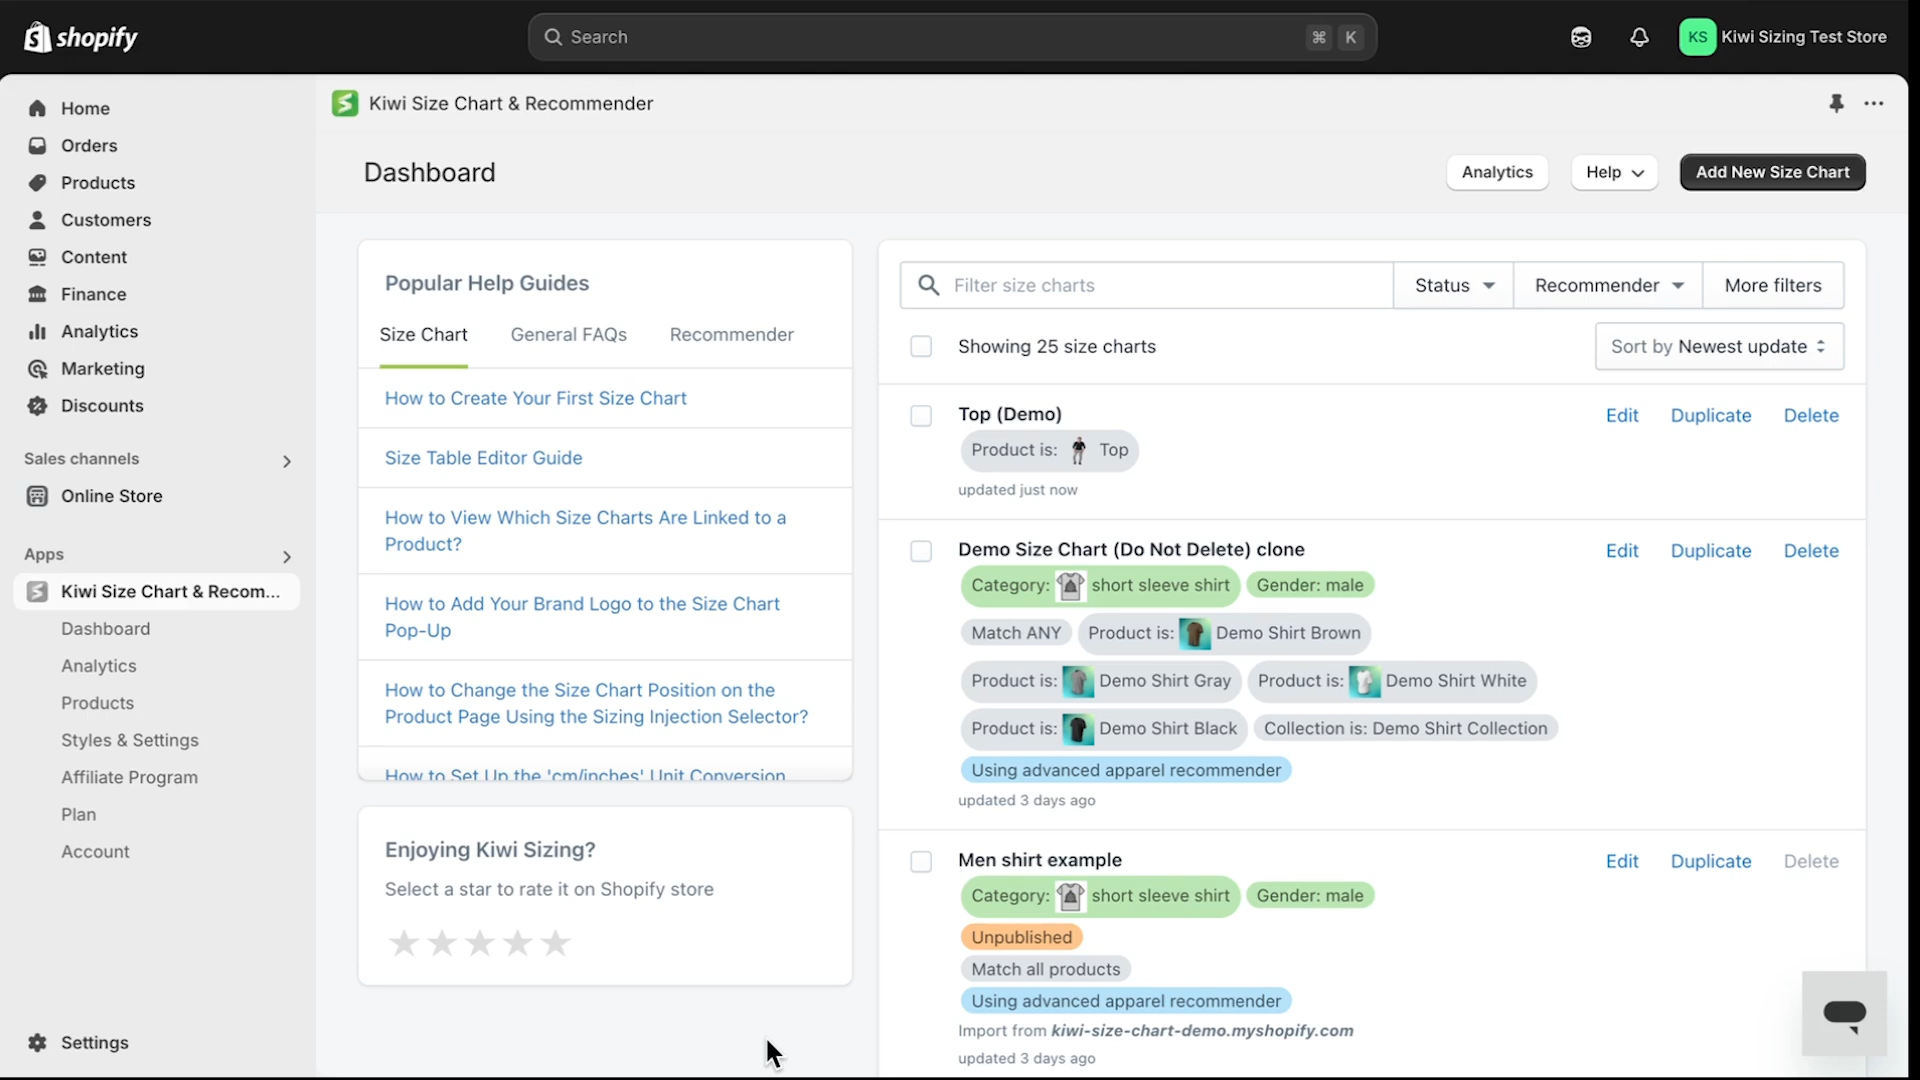 shopify
Search
⌘ K
KS Kiwi Sizing Test Store
Home
Orders
Products
Customers
Content
Finance
Analytics
Marketing
Discounts
Sales channels
Online Store
Apps
Kiwi Size Chart & Recom...
Dashboard
Analytics
Products
Styles & Settings
Affiliate Program
Plan
Account
Settings
Kiwi Size Chart & Recommender
Dashboard
Analytics
Help
Add New Size Chart
Popular Help Guides
Size Chart General FAQs Recommender
How to Create Your First Size Chart
Size Table Editor Guide
How to View Which Size Charts Are Linked to a
Product?
How to Add Your Brand Logo to the Size Chart
Pop-Up
How to Change the Size Chart Position on the
Product Page Using the Sizing Injection Selector?
How to Set Up the 'cm/inches' Unit Conversion
Enjoying Kiwi Sizing?
Select a star to rate it on Shopify store
Filter size charts
Status
Recommender
More filters
Showing 25 size charts
Sort by Newest update
Top (Demo)
Edit Duplicate Delete
Product is: Top
updated just now
Demo Size Chart (Do Not Delete) clone
Edit Duplicate Delete
Category: short sleeve shirt Gender: male
Match ANY Product is: Demo Shirt Brown
Product is: Demo Shirt Gray Product is: Demo Shirt White
Product is: Demo Shirt Black Collection is: Demo Shirt Collection
Using advanced apparel recommender
updated 3 days ago
Men shirt example
Edit Duplicate Delete
Category: short sleeve shirt Gender: male
Unpublished
Match all products
Using advanced apparel recommender
Import from kiwi-size-chart-demo.myshopify.com
updated 3 days ago